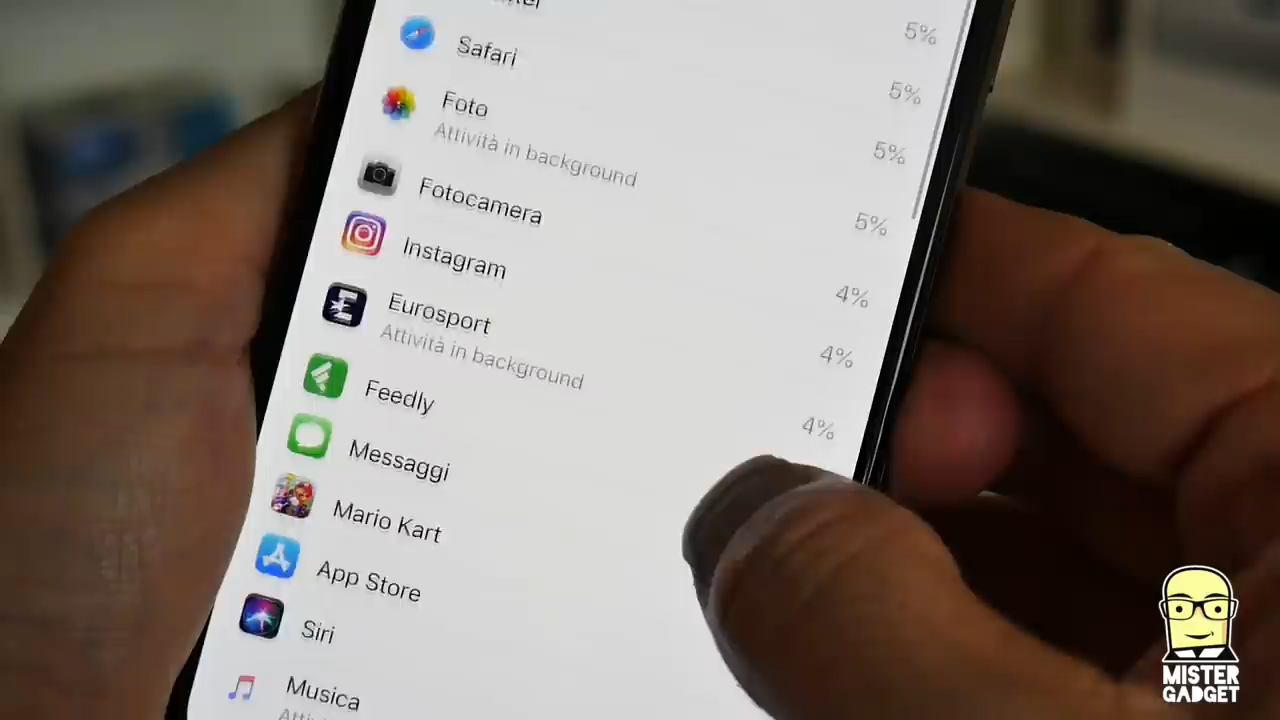 5%
5%
Safari 5%
Foto 5%
Attività in background
Fotocamera 4%
Instagram 4%
Eurosport 4%
Attività in background
Feedly
Messaggi
Mario Kart
App Store
Siri
Musica
MISTER
GADGET